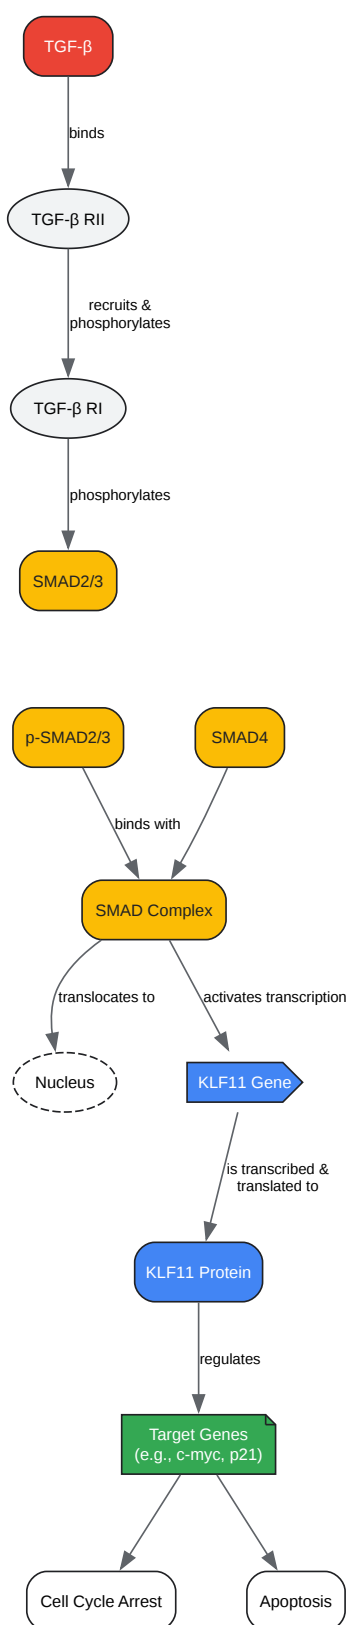 TGF-β
binds
TGF-β RII
recruits &
phosphorylates
TGF-β RI
phosphorylates
SMAD2/3
p-SMAD2/3
SMAD4
binds with
SMAD Complex
translocates to
activates transcription
Nucleus
KLF11 Gene
is transcribed &
translated to
KLF11 Protein
regulates
Target Genes
(e.g., c-myc, p21)
Cell Cycle Arrest
Apoptosis